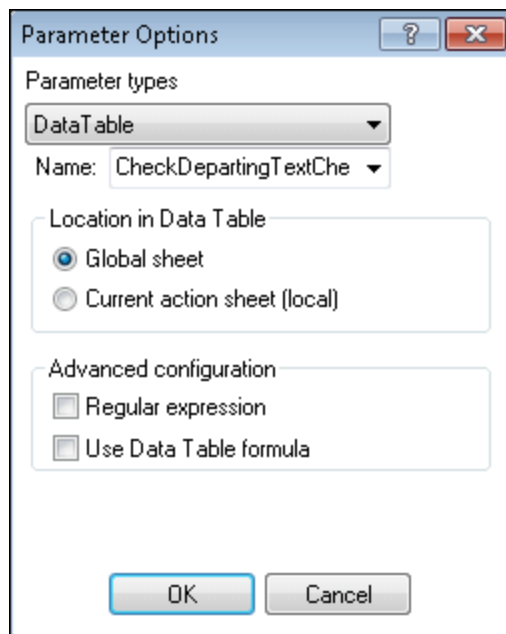 Parameter Options
?
Parameter types
DataTable
Name: CheckDepartingTextChe
Location in Data Table
Global sheet
Current action sheet (local)
Advanced configuration
Regular expression
Use Data Table formula
OK Cancel